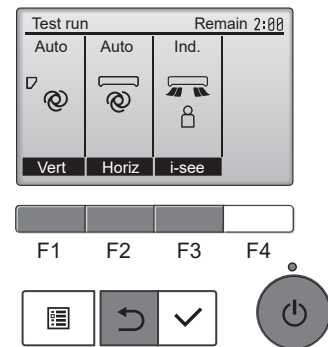 Test run Remain 2:00
Auto Auto Ind.
Vert Horiz i-see
F1 F2 F3 F4